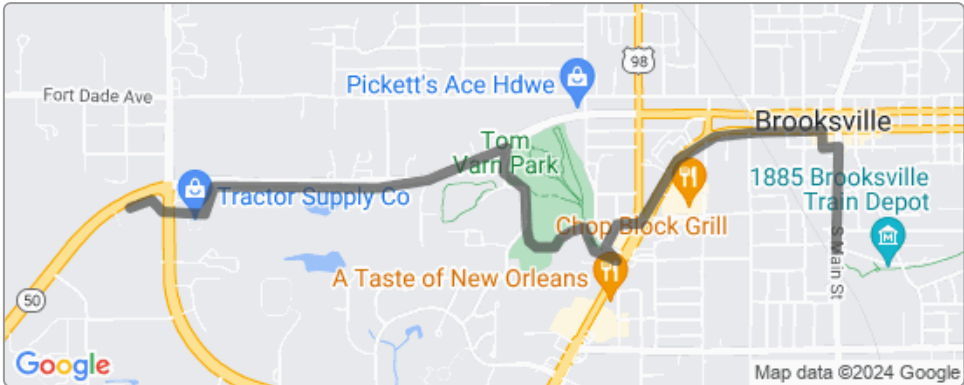 98
Pickett's Ace Hdwe
Fort Dade Ave
Brooksville
Tom
Varn Park
1885 Brooksville
Train Depot
Tractor Supply Co
Chop Block Grill
S Main St
A Taste of New Orleans
50
Google
Map data ©2024 Google